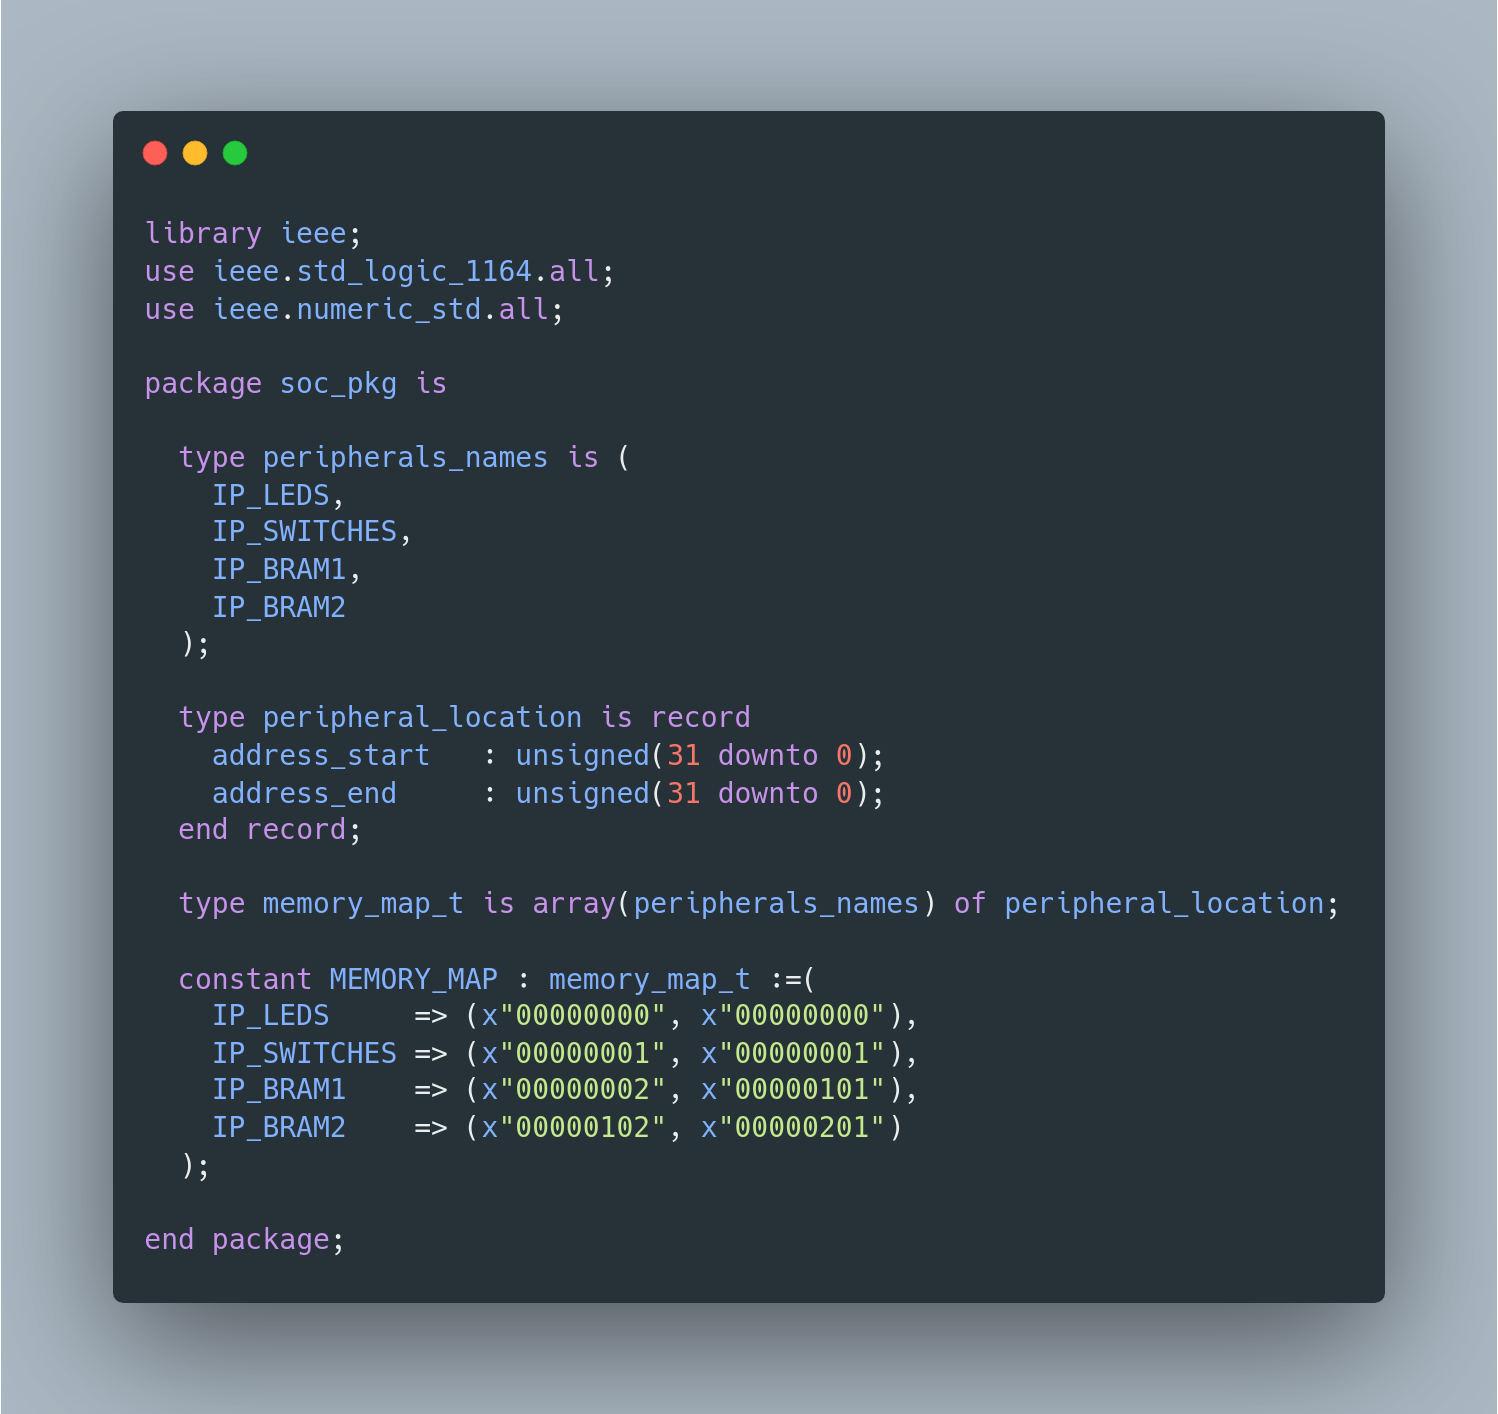 library ieee;
use ieee.std_logic_1164.all;
use ieee.numeric_std.all;

package soc_pkg is

  type peripherals_names is (
    IP_LEDS,
    IP_SWITCHES,
    IP_BRAM1,
    IP_BRAM2
  );

  type peripheral_location is record
    address_start   : unsigned(31 downto 0);
    address_end     : unsigned(31 downto 0);
  end record;

  type memory_map_t is array(peripherals_names) of peripheral_location;

  constant MEMORY_MAP : memory_map_t :=(
    IP_LEDS     => (x"00000000", x"00000000"),
    IP_SWITCHES => (x"00000001", x"00000001"),
    IP_BRAM1    => (x"00000002", x"00000101"),
    IP_BRAM2    => (x"00000102", x"00000201")
  );

end package;